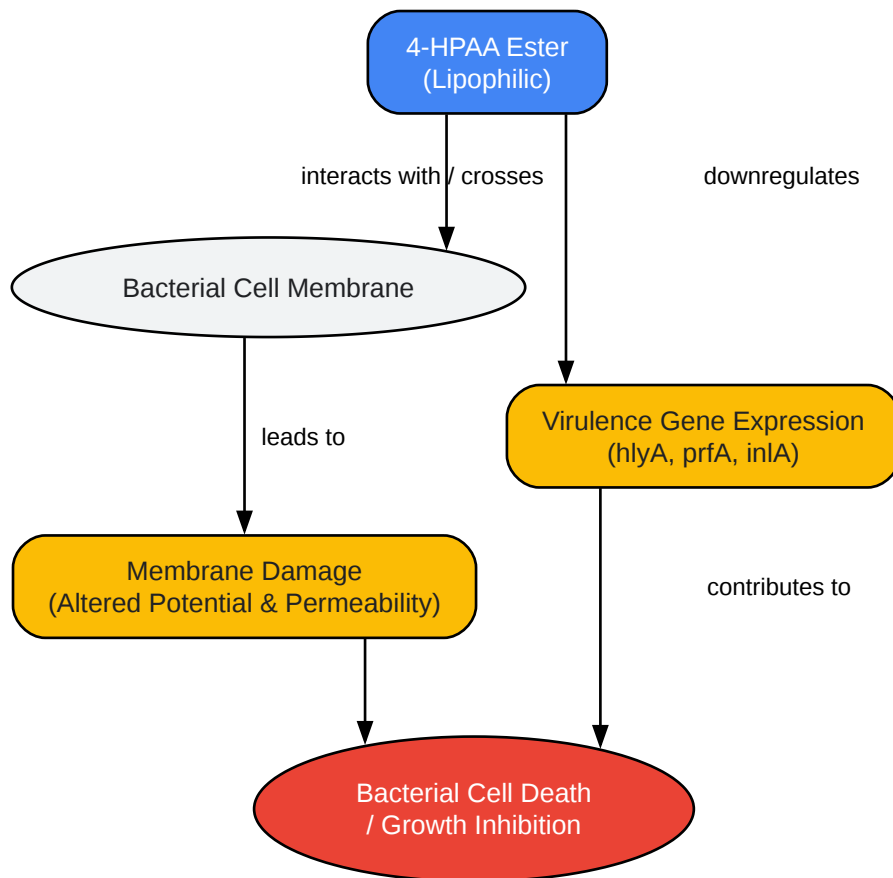 4-HPAA Ester
(Lipophilic)
interacts with / crosses
downregulates
Bacterial Cell Membrane
leads to
Virulence Gene Expression
(hlyA, prfA, inlA)
Membrane Damage
(Altered Potential & Permeability)
contributes to
Bacterial Cell Death
/ Growth Inhibition